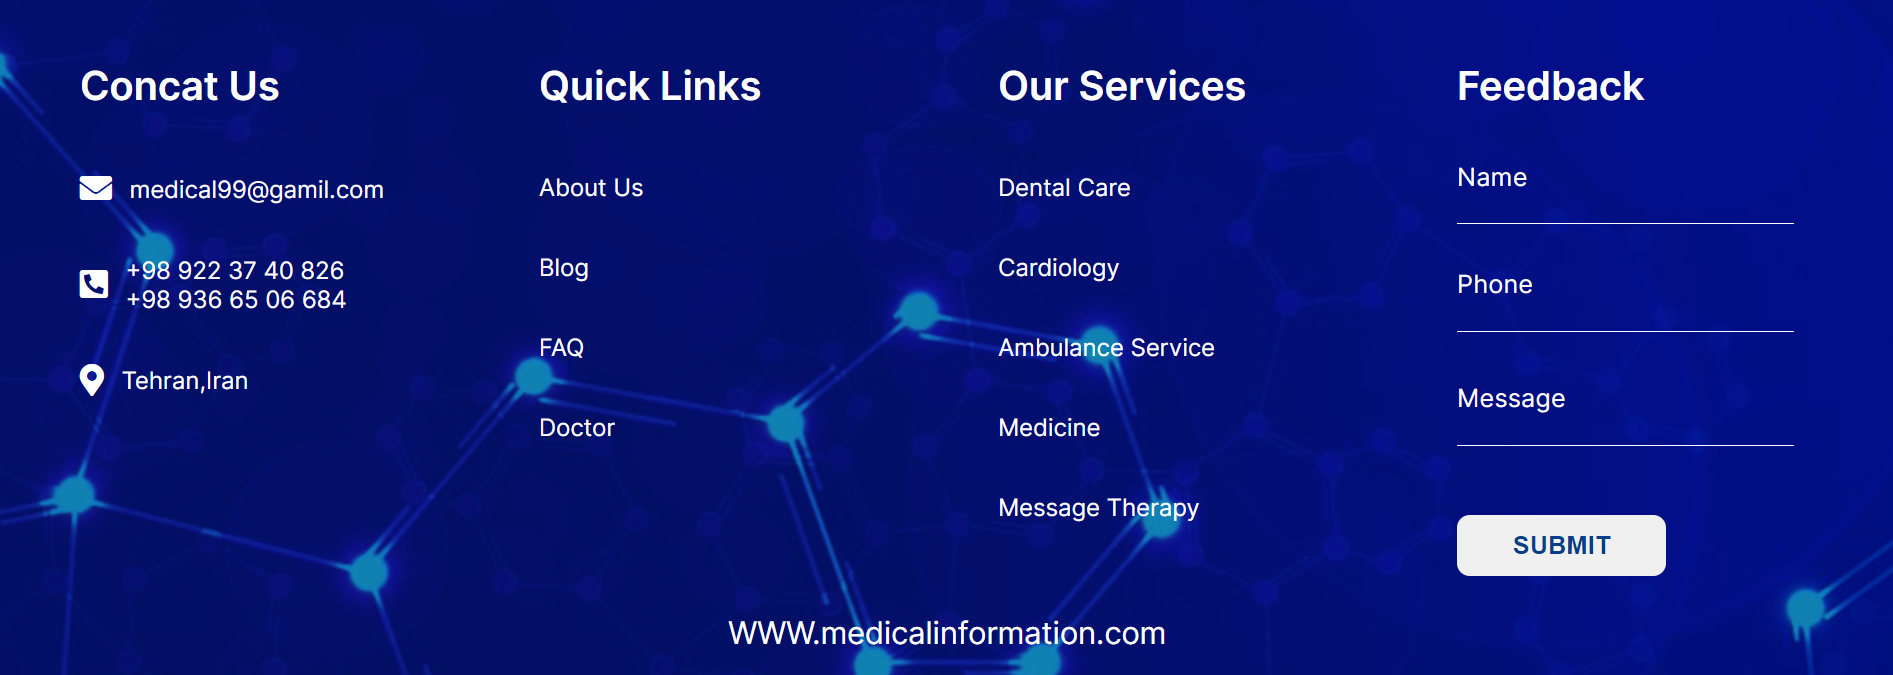 Concat Us
medical99@gamil.com
+98 922 37 40 826
+98 936 65 06 684
Tehran,Iran
Quick Links
About Us
Blog
FAQ
Doctor
Our Services
Dental Care
Cardiology
Ambulance Service
Medicine
Message Therapy
Feedback
Name
Phone
Message
SUBMIT
WWW.medicalinformation.com